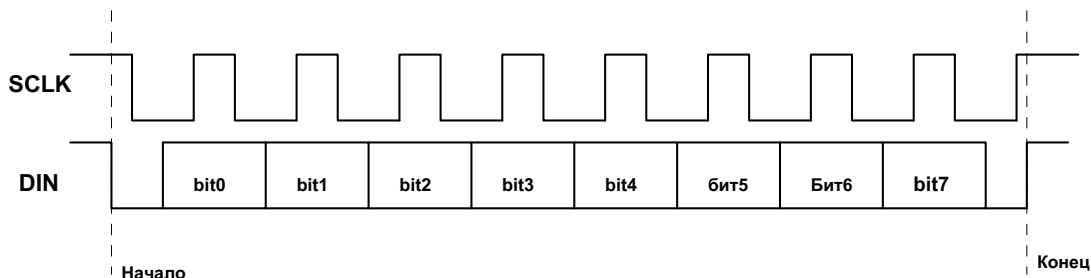 SCLK
DIN
bit0 bit1 bit2 bit3 bit4 бит5 Бит6 bit7
Начало
Конец